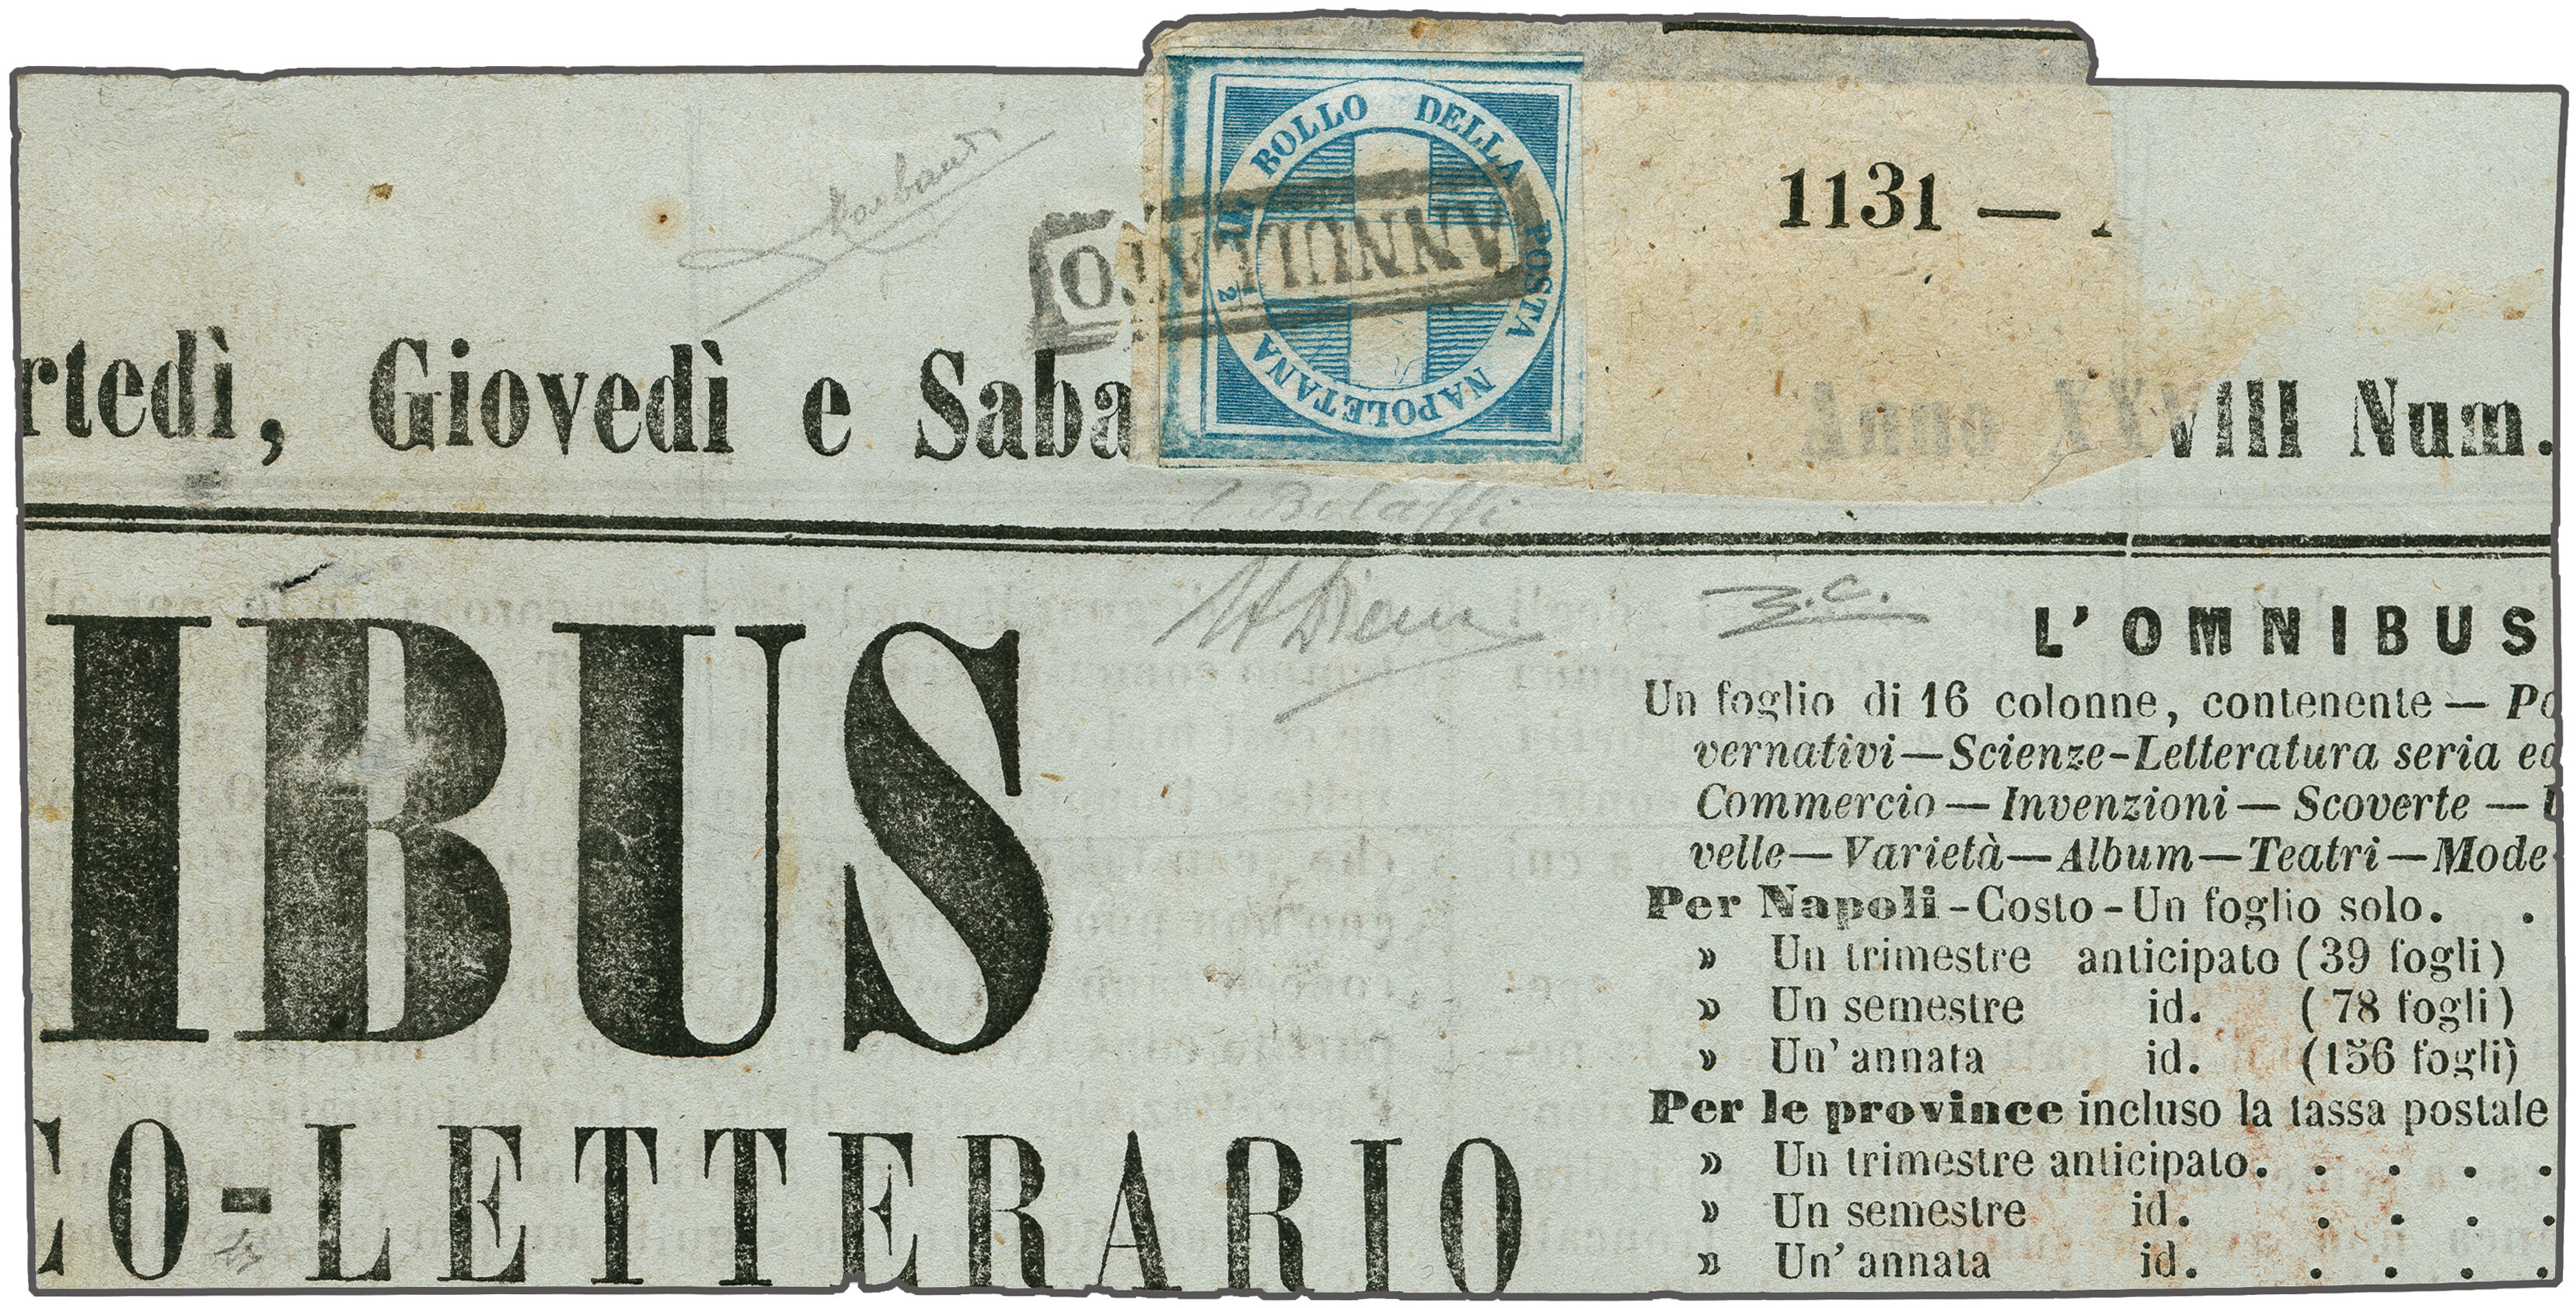 BOLLO DELLA POSTA NAPOLETANA
ANNULATO
1131 —
rtedì, Giovedì e Saba
Anno XXVIII Num.
IBUS
CO-LETTERARIO
A Diena
Z.C.
L'OMNIBUS
Un foglio di 16 colonne, contenente — Po
vernativi—Scienze-Letteratura seria ed
Commercio — Invenzioni — Scoverte —
velle—Varietà—Album—Teatri—Mode
Per Napoli-Costo-Un foglio solo. .
» Un trimestre anticipato (39 fogli)
» Un semestre id. (78 fogli)
» Un' annata id. (156 fogli)
Per le province incluso la tassa postale
» Un trimestre anticipato. . . . .
» Un semestre id. . . . .
» Un' annata id. . . . .